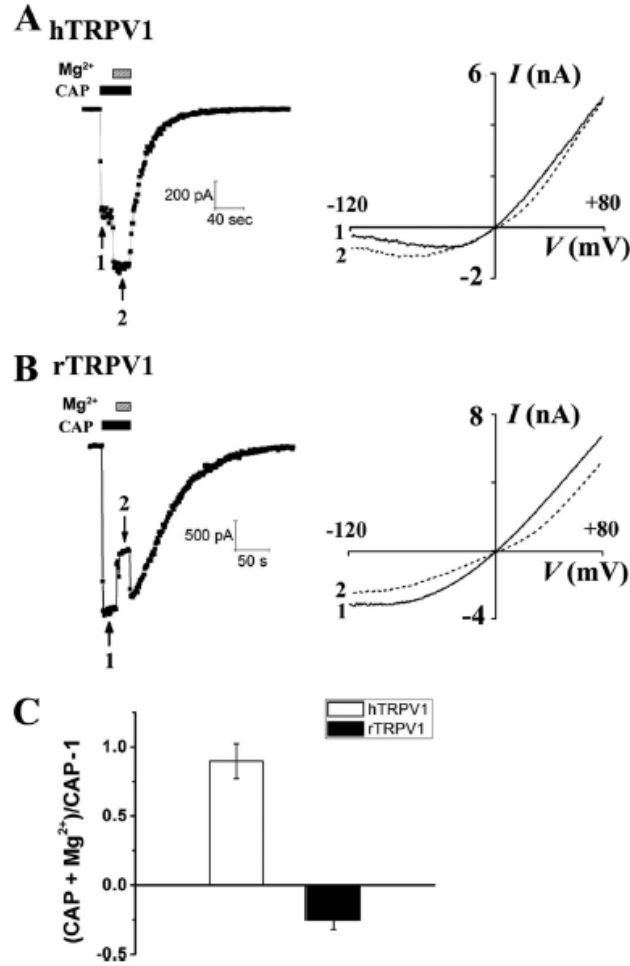 A hTRPV1
Mg²⁺
CAP
200 pA
40 sec
1
2
6
I (nA)
-120
+80
1
2
V (mV)
-2
B rTRPV1
Mg²⁺
CAP
2
500 pA
50 s
1
8
I (nA)
-120
+80
2
1
V (mV)
-4
C
hTRPV1
rTRPV1
(CAP + Mg²⁺)/CAP-1
1.0
0.5
0.0
-0.5